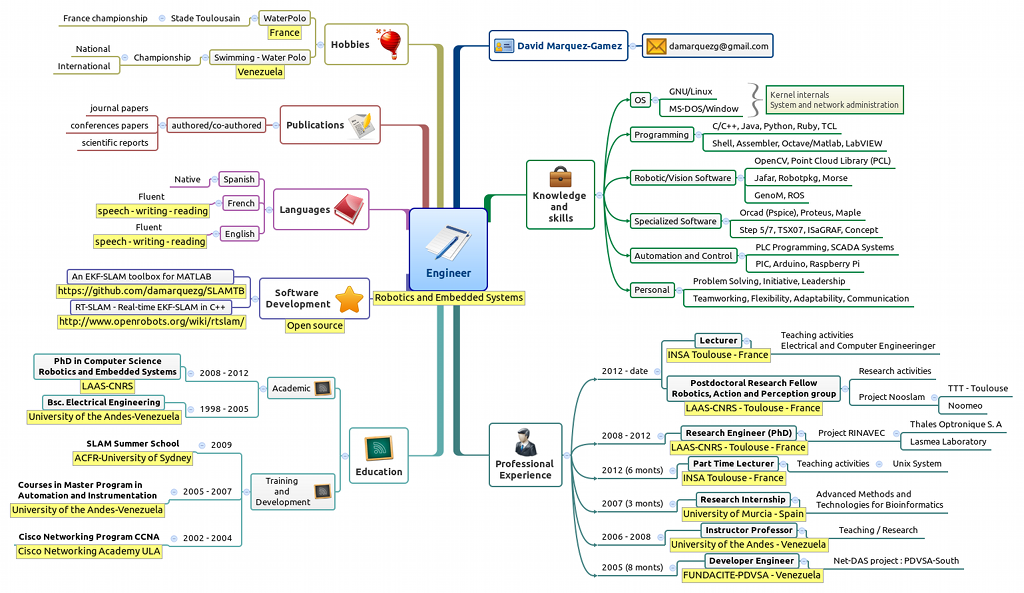 David Marquez-Gamez
damarquezg@gmail.com
Engineer
Robotics and Embedded Systems
Hobbies
WaterPolo
France
Stade Toulousain
France championship
Swimming - Water Polo
Venezuela
Championship
National
International
Publications
authored/co-authored
journal papers
conferences papers
scientific reports
Languages
Spanish
Native
French
Fluent
speech - writing - reading
English
Fluent
speech - writing - reading
Software
Development
Open source
An EKF-SLAM toolbox for MATLAB
https://github.com/damarquezg/SLAMTB
RT-SLAM - Real-time EKF-SLAM in C++
http://www.openrobots.org/wiki/rtslam/
Education
Academic
2008 - 2012
PhD in Computer Science
Robotics and Embedded Systems
LAAS-CNRS
1998 - 2005
Bsc. Electrical Engineering
University of the Andes-Venezuela
Training
and
Development
2009
SLAM Summer School
ACFR-University of Sydney
2005 - 2007
Courses in Master Program in
Automation and Instrumentation
University of the Andes-Venezuela
2002 - 2004
Cisco Networking Program CCNA
Cisco Networking Academy ULA
Knowledge
and
skills
OS
GNU/Linux
MS-DOS/Window
Kernel internals
System and network administration
Programming
C/C++, Java, Python, Ruby, TCL
Shell, Assembler, Octave/Matlab, LabVIEW
Robotic/Vision Software
OpenCV, Point Cloud Library (PCL)
Jafar, Robotpkg, Morse
GenoM, ROS
Specialized Software
Orcad (Pspice), Proteus, Maple
Step 5/7, TSX07, ISaGRAF, Concept
Automation and Control
PLC Programming, SCADA Systems
PIC, Arduino, Raspberry Pi
Personal
Problem Solving, Initiative, Leadership
Teamworking, Flexibility, Adaptability, Communication
Professional
Experience
2012 - date
Lecturer
INSA Toulouse - France
Teaching activities
Electrical and Computer Engineeringer
Postdoctoral Research Fellow
Robotics, Action and Perception group
LAAS-CNRS - Toulouse - France
Research activities
Project Nooslam
TTT - Toulouse
Noomeo
2008 - 2012
Research Engineer (PhD)
LAAS-CNRS - Toulouse - France
Project RINAVEC
Thales Optronique S. A
Lasmea Laboratory
2012 (6 monts)
Part Time Lecturer
INSA Toulouse - France
Teaching activities
Unix System
2007 (3 monts)
Research Internship
University of Murcia - Spain
Advanced Methods and
Technologies for Bioinformatics
2006 - 2008
Instructor Professor
University of the Andes - Venezuela
Teaching / Research
2005 (8 monts)
Developer Engineer
FUNDACITE-PDVSA - Venezuela
Net-DAS project : PDVSA-South